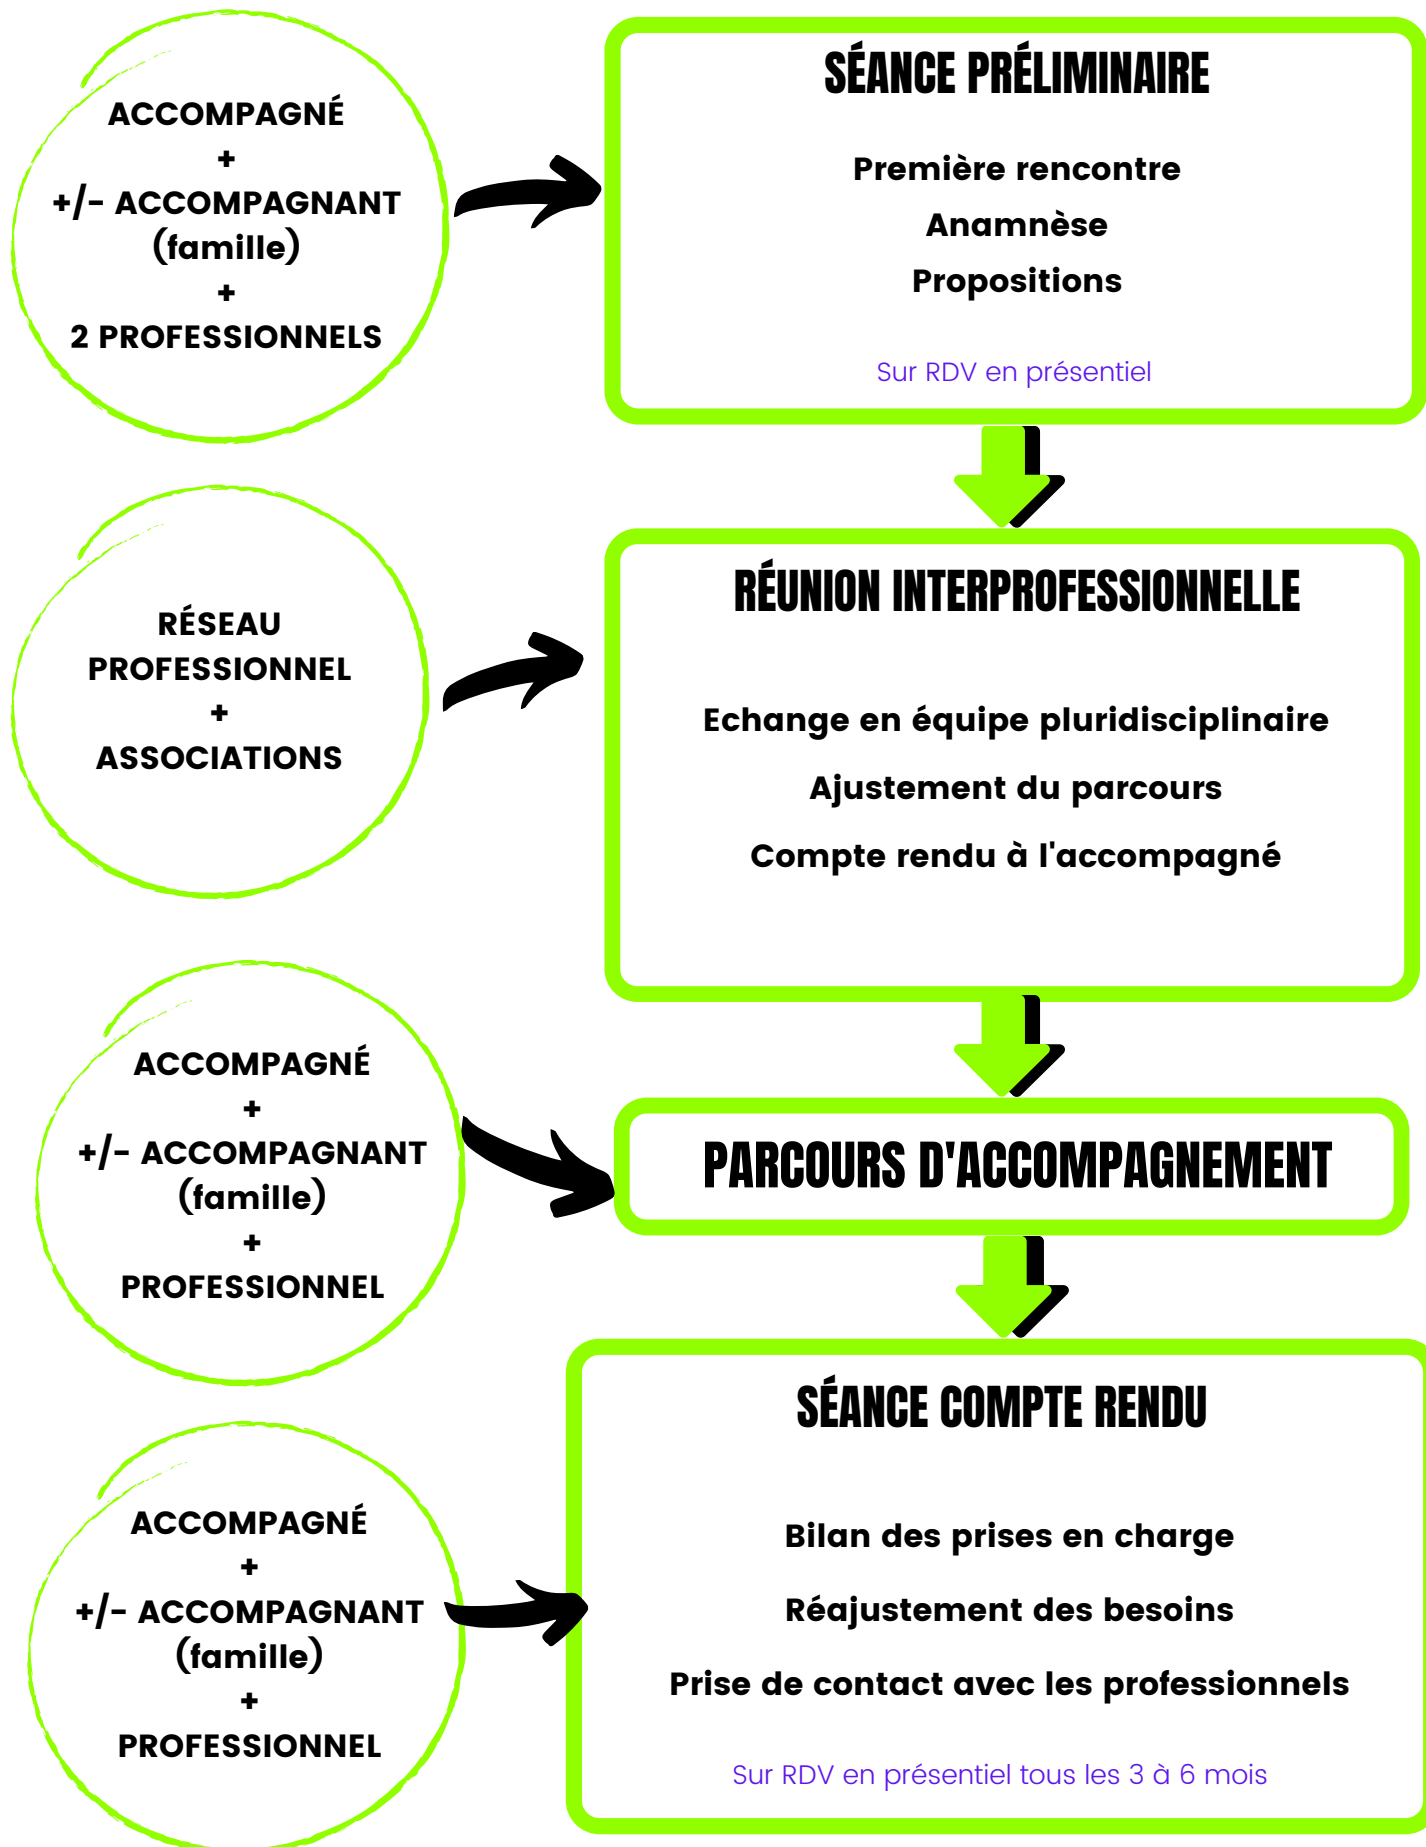 ACCOMPAGNÉ
+
+/- ACCOMPAGNANT
(famille)
+
2 PROFESSIONNELS
SÉANCE PRÉLIMINAIRE
Première rencontre
Anamnèse
Propositions
Sur RDV en présentiel
RÉSEAU
PROFESSIONNEL
+
ASSOCIATIONS
RÉUNION INTERPROFESSIONNELLE
Echange en équipe pluridisciplinaire
Ajustement du parcours
Compte rendu à l'accompagné
ACCOMPAGNÉ
+
+/- ACCOMPAGNANT
(famille)
+
PROFESSIONNEL
PARCOURS D'ACCOMPAGNEMENT
ACCOMPAGNÉ
+
+/- ACCOMPAGNANT
(famille)
+
PROFESSIONNEL
SÉANCE COMPTE RENDU
Bilan des prises en charge
Réajustement des besoins
Prise de contact avec les professionnels
Sur RDV en présentiel tous les 3 à 6 mois